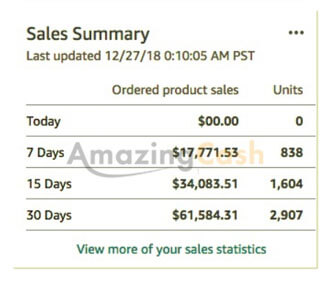 Sales Summary
...
Last updated 12/27/18 0:10:05 AM PST
Ordered product sales Units
Today $00.00 0
7 Days $17,771.53 838
AmazingCash
15 Days $34,083.51 1,604
30 Days $61,584.31 2,907
View more of your sales statistics